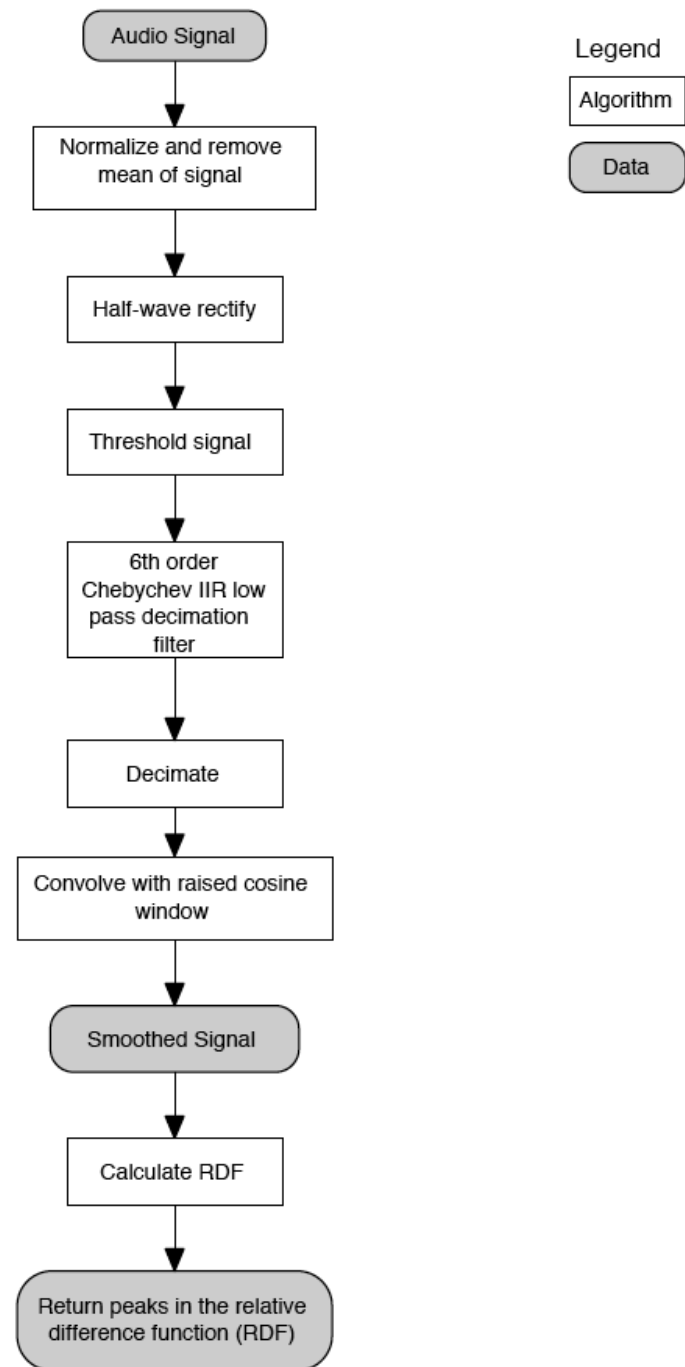 Audio Signal
Legend
Algorithm
Data
Normalize and remove
mean of signal
Half-wave rectify
Threshold signal
6th order
Chebychev IIR low
pass decimation
filter
Decimate
Convolve with raised cosine
window
Smoothed Signal
Calculate RDF
Return peaks in the relative
difference function (RDF)